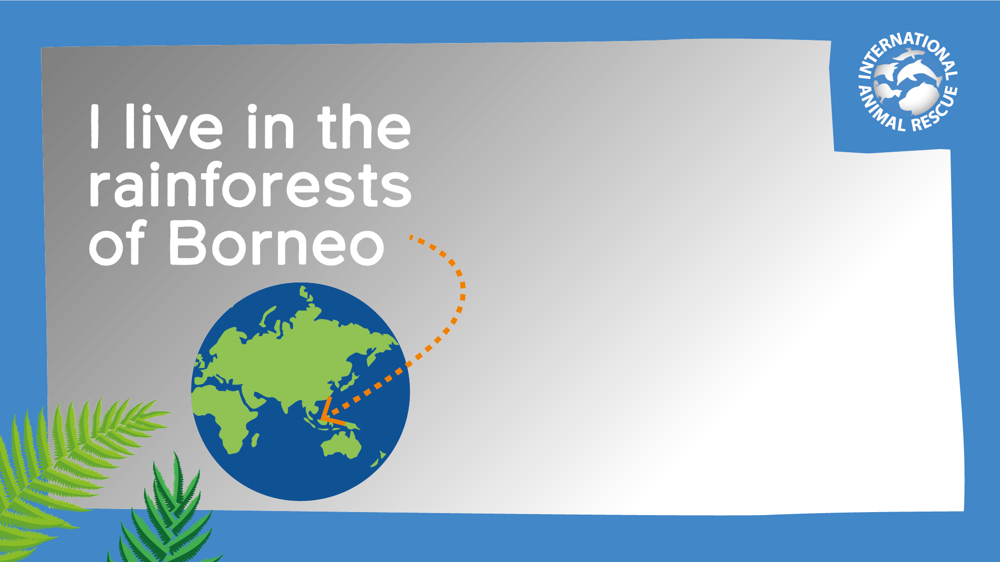 I live in the
rainforests
of Borneo
INTERNATIONAL
ANIMAL RESCUE